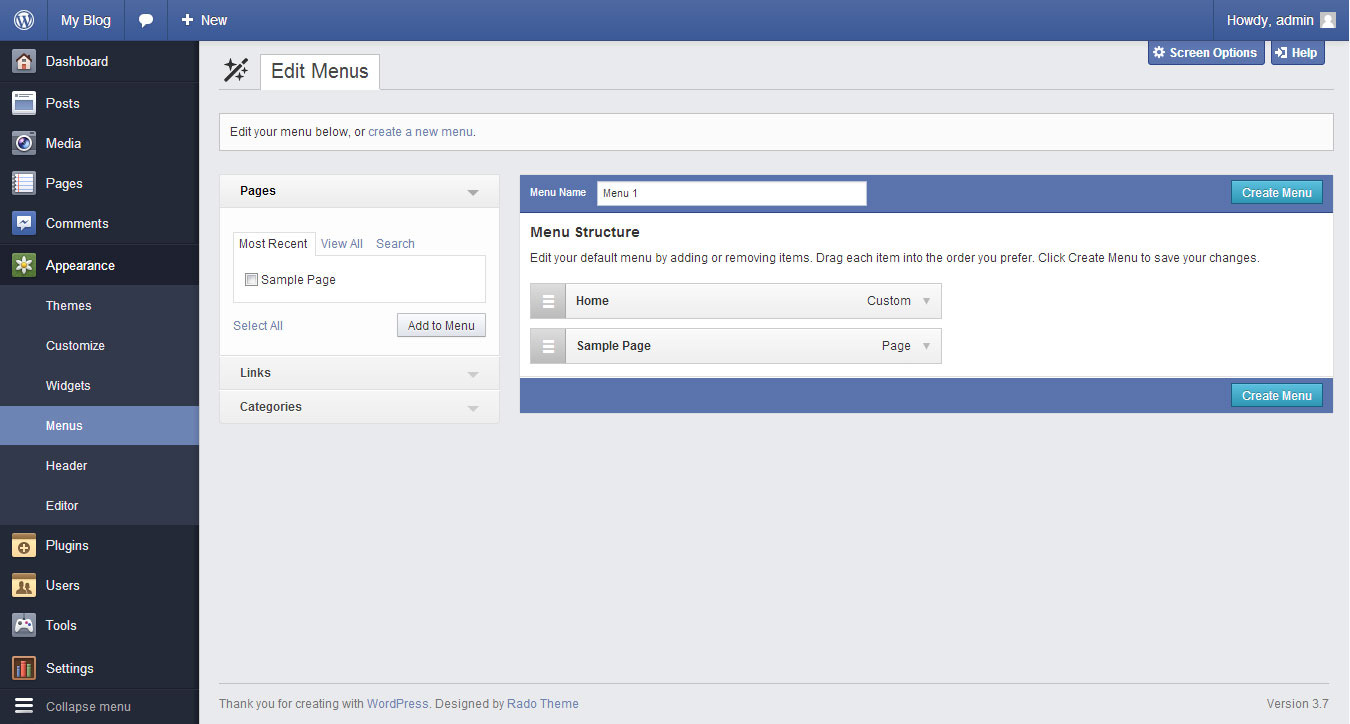 My Blog
New
Howdy, admin
Dashboard
Posts
Media
Pages
Comments
Appearance
Themes
Customize
Widgets
Menus
Header
Editor
Plugins
Users
Tools
Settings
Collapse menu
Screen Options
Help
Edit Menus
Edit your menu below, or create a new menu.
Pages
Most Recent View All Search
Sample Page
Select All Add to Menu
Links
Categories
Menu Name Menu 1 Create Menu
Menu Structure
Edit your default menu by adding or removing items. Drag each item into the order you prefer. Click Create Menu to save your changes.
Home Custom
Sample Page Page
Create Menu
Thank you for creating with WordPress. Designed by Rado Theme
Version 3.7